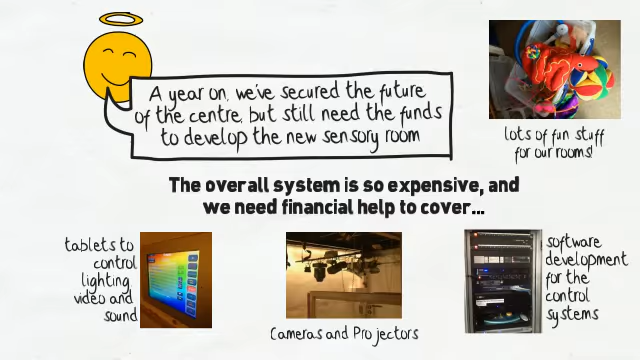 A year on, we've secured the future
of the centre, but still need the funds
to develop the new sensory room
lots of fun stuff
for our rooms!
The overall system is so expensive, and
we need financial help to cover...
tablets to
control
lighting,
video and
sound
Cameras and Projectors
software
development
for the
control
systems